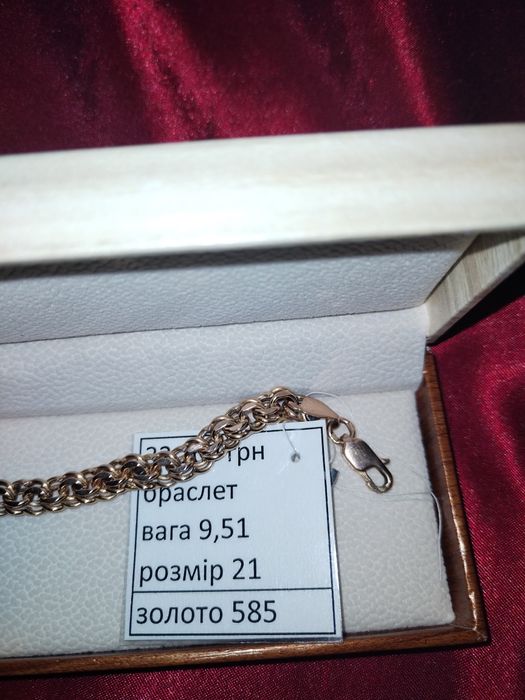 грн
браслет
вага 9,51
розмір 21
золото 585